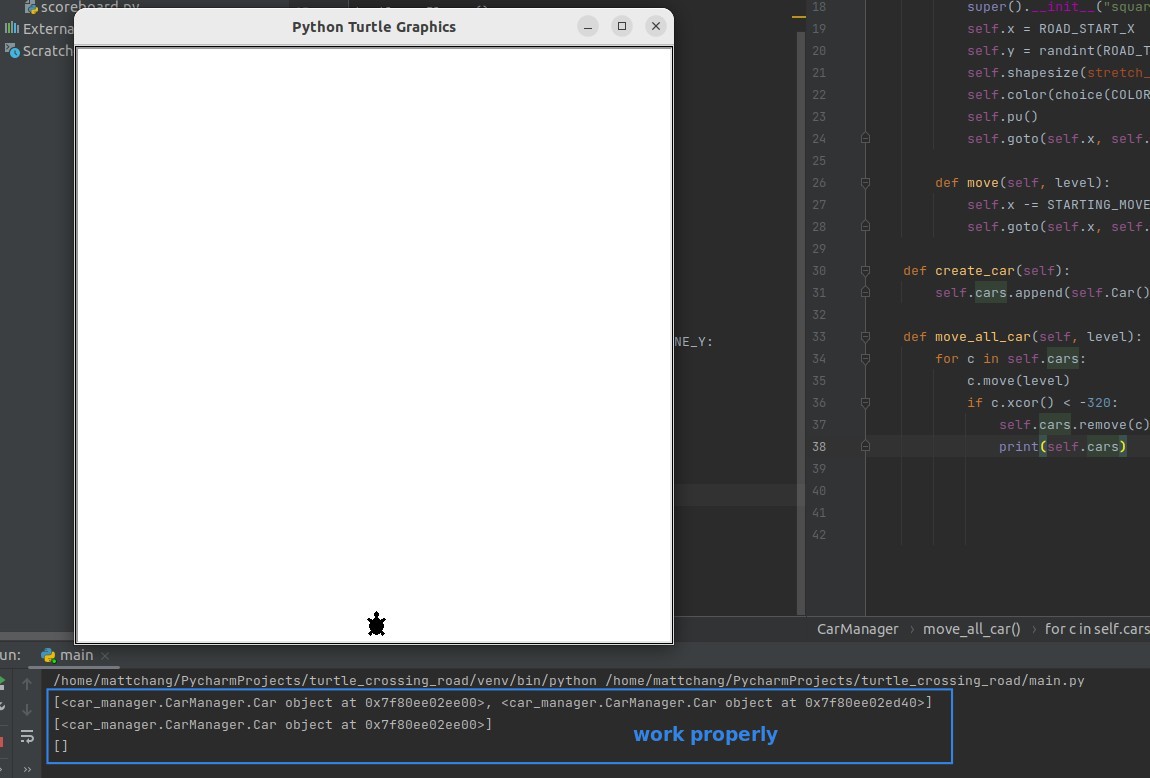 scoreboard.py
Python Turtle Graphics
Externa
Scratch
18 super().__init__("squar
19 self.x = ROAD_START_X
20 self.y = randint(ROAD_T
21 self.shapesize(stretch_
22 self.color(choice(COLOR
23 self.pu()
24 self.goto(self.x, self.
25
26 def move(self, level):
27 self.x -= STARTING_MOVE
28 self.goto(self.x, self.
29
30 def create_car(self):
31 self.cars.append(self.Car()
32
33 def move_all_car(self, level):
NE_Y:
34 for c in self.cars:
35 c.move(level)
36 if c.xcor() < -320:
37 self.cars.remove(c)
38 print(self.cars)
39
40
41
42
CarManager › move_all_car() › for c in self.cars
un: main ×
/home/mattchang/PycharmProjects/turtle_crossing_road/venv/bin/python /home/mattchang/PycharmProjects/turtle_crossing_road/main.py
[<car_manager.CarManager.Car object at 0x7f80ee02ee00>, <car_manager.CarManager.Car object at 0x7f80ee02ed40>]
[<car_manager.CarManager.Car object at 0x7f80ee02ee00>]
[]
work properly